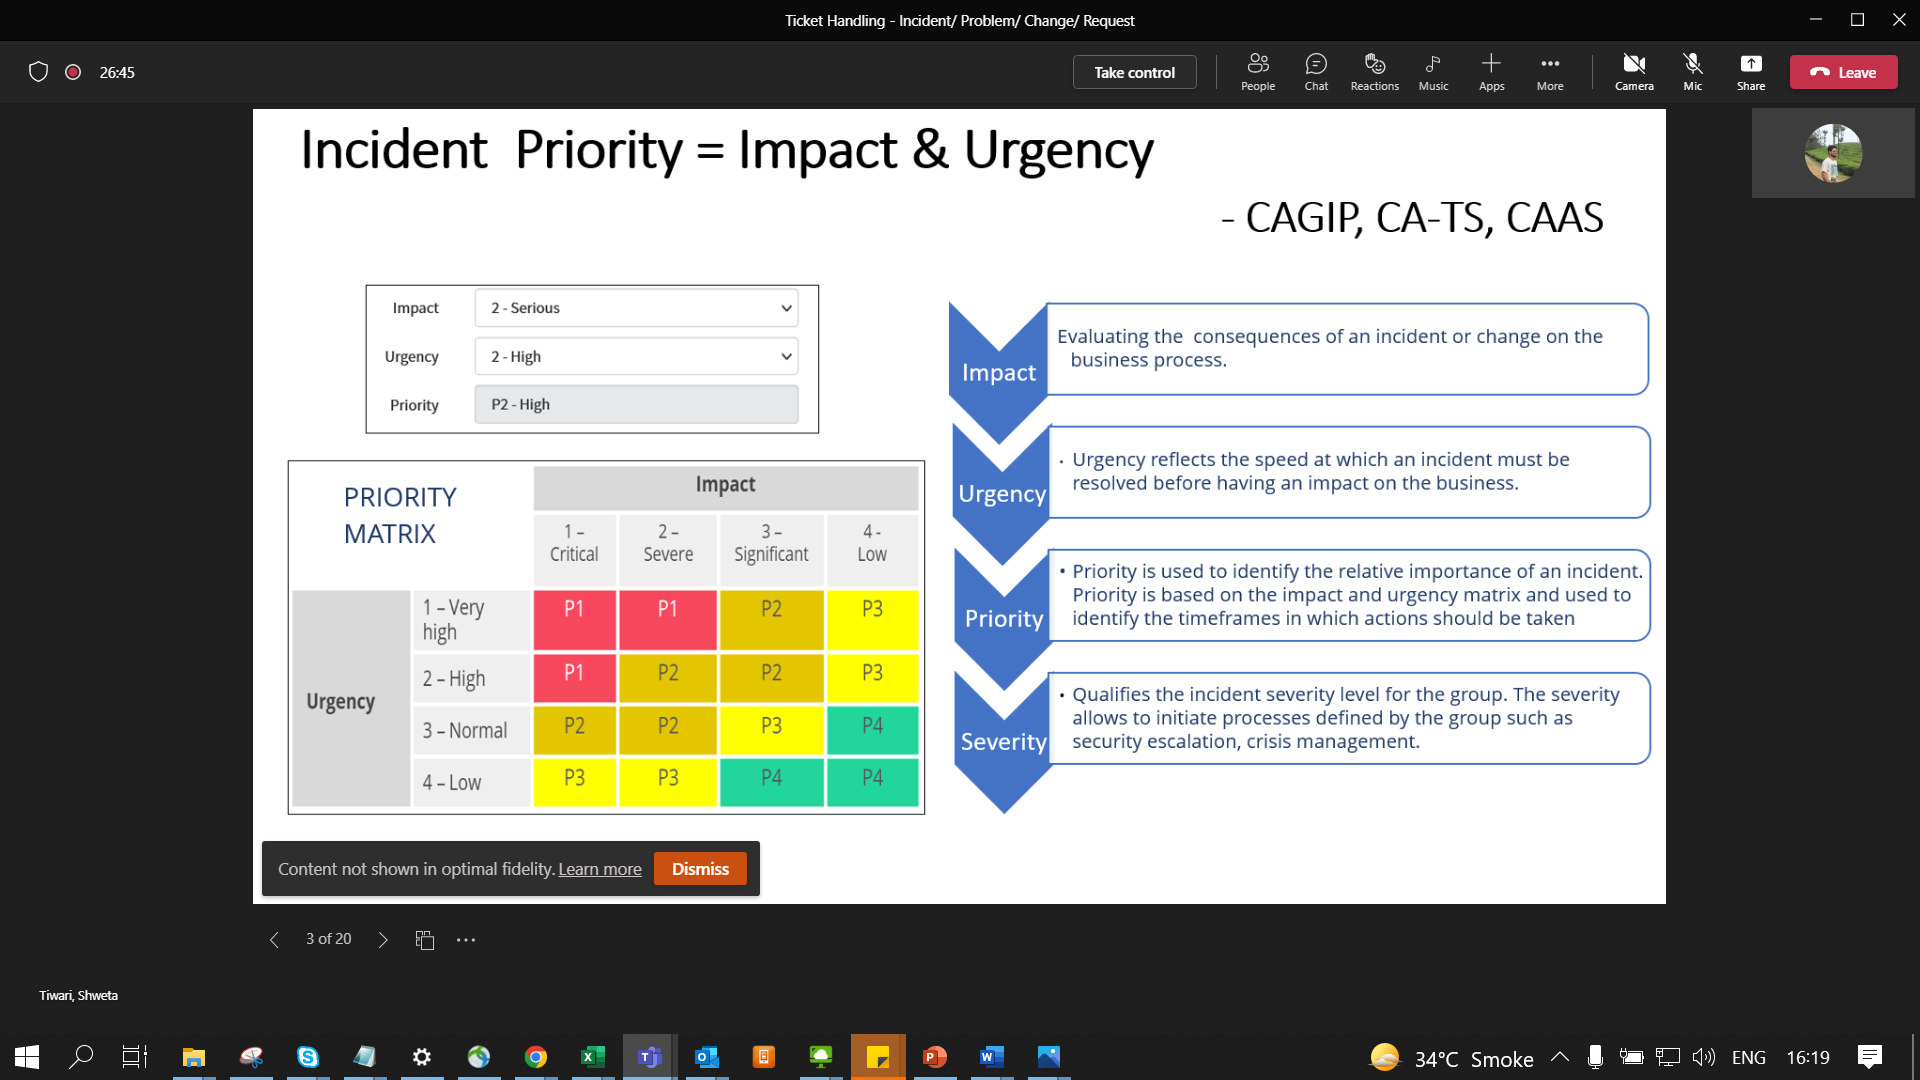 Ticket Handling - Incident/ Problem/ Change/ Request
26:45
Take control
People
Chat
Reactions
Music
Apps
More
Camera
Mic
Share
Leave
Incident Priority = Impact & Urgency
- CAGIP, CA-TS, CAAS
Impact
2 - Serious
Urgency
2 - High
Priority
P2 - High
PRIORITY
MATRIX
Impact
1 –
Critical
2 –
Severe
3 –
Significant
4 -
Low
Urgency
1 – Very
high
P1
P1
P2
P3
2 – High
P1
P2
P2
P3
3 – Normal
P2
P2
P3
P4
4 – Low
P3
P3
P4
P4
Impact
Evaluating the consequences of an incident or change on the
business process.
Urgency
· Urgency reflects the speed at which an incident must be
resolved before having an impact on the business.
Priority
• Priority is used to identify the relative importance of an incident.
Priority is based on the impact and urgency matrix and used to
identify the timeframes in which actions should be taken
Severity
• Qualifies the incident severity level for the group. The severity
allows to initiate processes defined by the group such as
security escalation, crisis management.
Content not shown in optimal fidelity. Learn more
Dismiss
3 of 20
Tiwari, Shweta
34°C Smoke
ENG
16:19